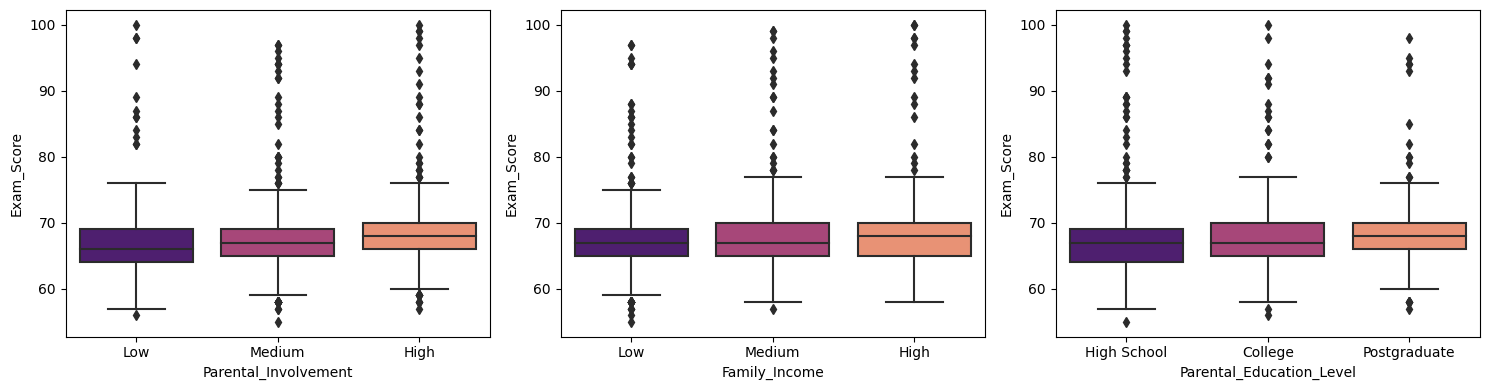 100
90
80
70
60
Exam_Score
Low
Medium
High
Parental_Involvement
100
90
80
70
60
Exam_Score
Low
Medium
High
Family_Income
100
90
80
70
60
Exam_Score
High School
College
Postgraduate
Parental_Education_Level